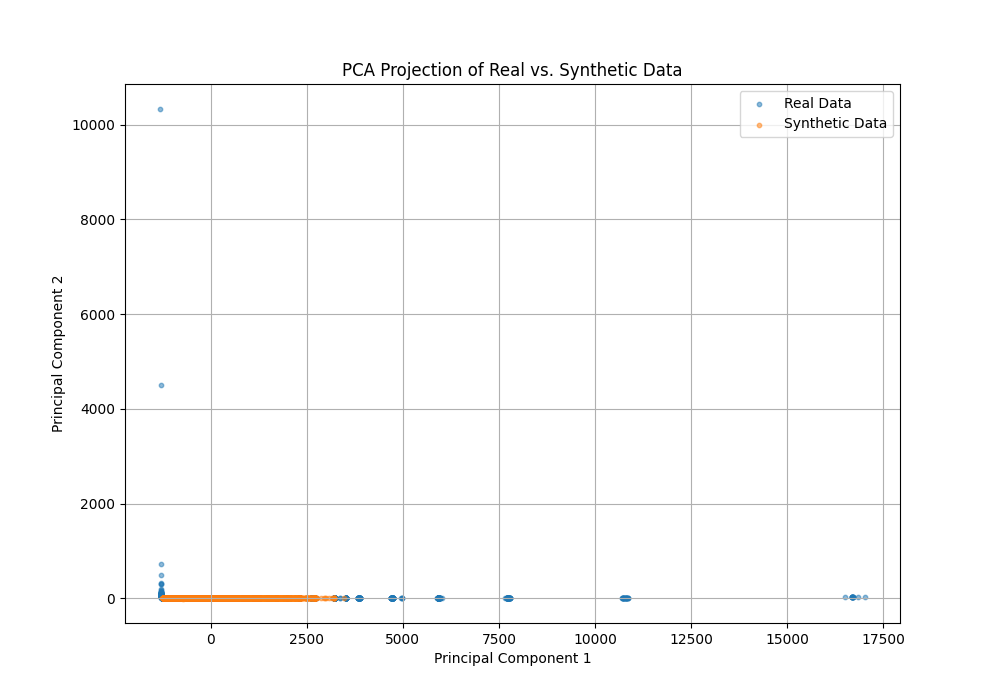 PCA Projection of Real vs. Synthetic Data
Real Data
Synthetic Data
10000
8000
6000
4000
2000
0
Principal Component 2
0
2500
5000
7500
10000
12500
15000
17500
Principal Component 1